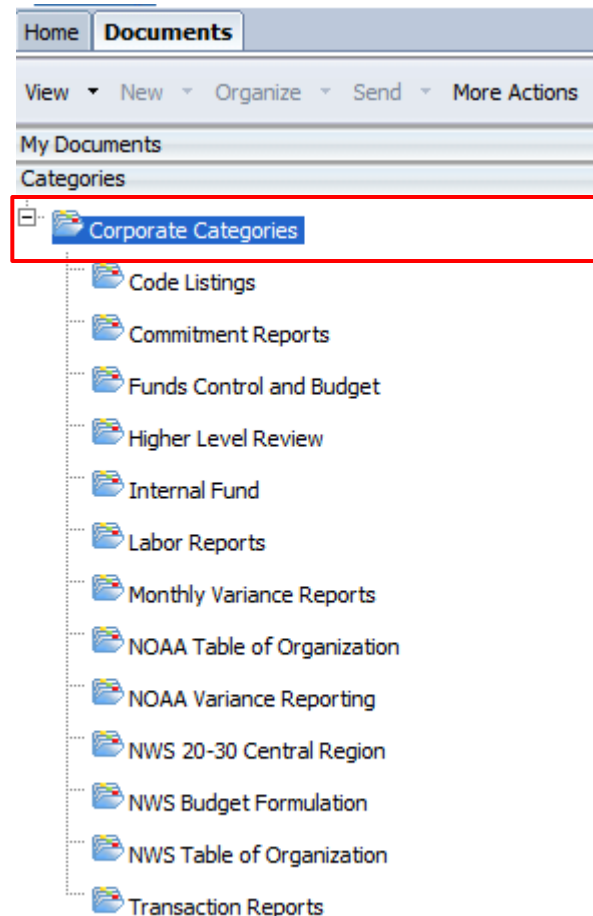 Home Documents
View New Organize Send More Actions
My Documents
Categories
Corporate Categories
Code Listings
Commitment Reports
Funds Control and Budget
Higher Level Review
Internal Fund
Labor Reports
Monthly Variance Reports
NOAA Table of Organization
NOAA Variance Reporting
NWS 20-30 Central Region
NWS Budget Formulation
NWS Table of Organization
Transaction Reports